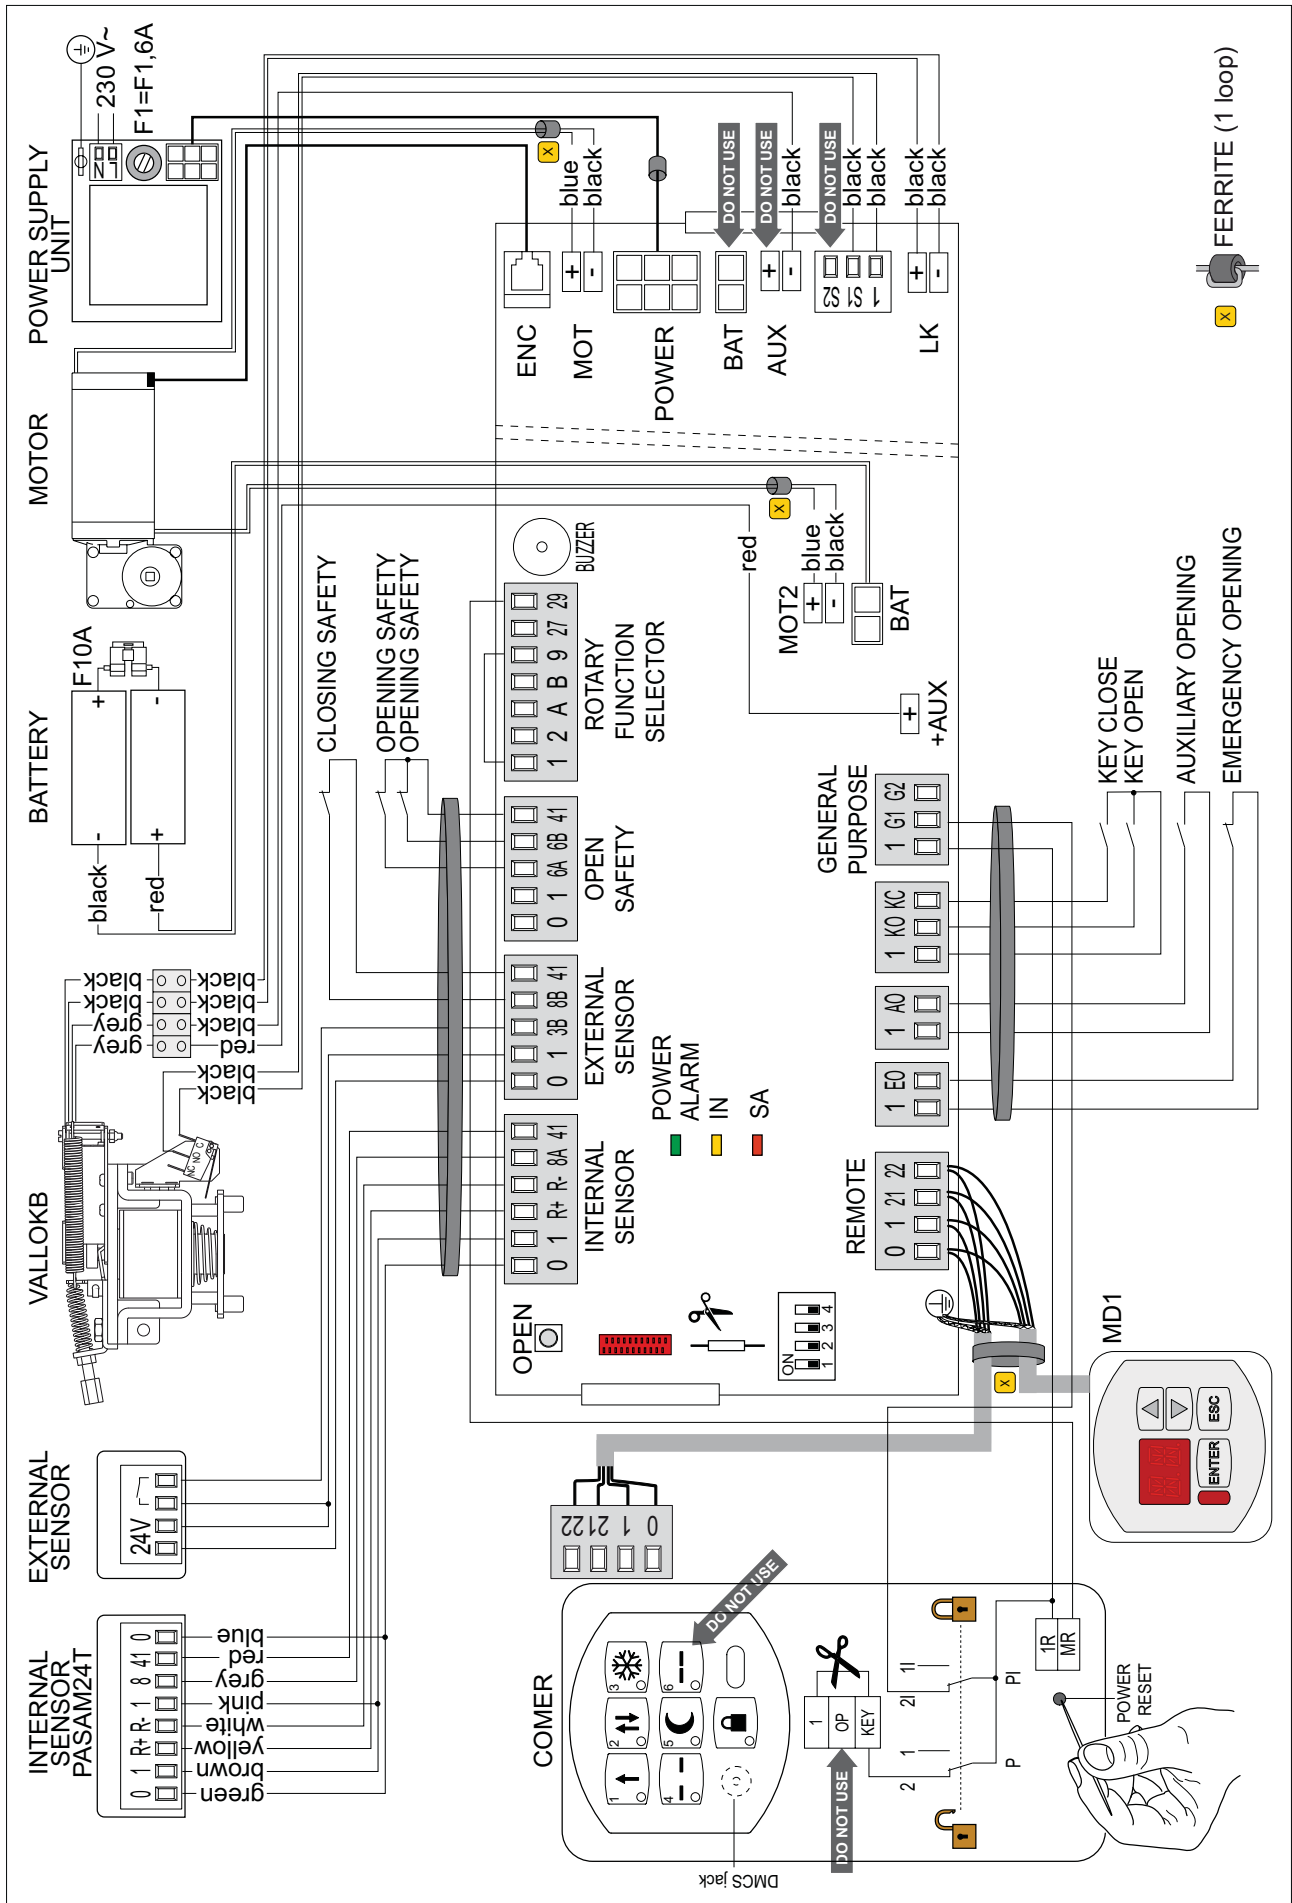 INTERNAL
SENSOR
PASAM24T
0 1 R+ R- 1 8 41 0
green
brown
yellow
white
pink
grey
red
blue
EXTERNAL
SENSOR
24V
VALLOKB
NC NO C
black
black
grey
grey
black
black
black
red
black
black
BATTERY
black
red
-
+
+
-
F10A
MOTOR
POWER SUPPLY
UNIT
L N
230 V~
F1=F1,6A
CLOSING SAFETY
OPENING SAFETY
OPENING SAFETY
OPEN
0 1 R+ R- 8A 41
INTERNAL
SENSOR
0 1 3B 8B 41
EXTERNAL
SENSOR
0 1 6A 6B 41
OPEN
SAFETY
1 2 A B 9 27 29
ROTARY
FUNCTION
SELECTOR
BUZZER
ENC
MOT
+
-
blue
black
X
POWER
BAT
DO NOT USE
AUX
+
-
DO NOT USE
black
1 S1 S2
DO NOT USE
black
black
LK
+
-
black
black
POWER
ALARM
IN
SA
ON
1 2 3 4
REMOTE
0 1 21 22
1 EO
1 AO
1 KO KC
GENERAL
PURPOSE
1 G1 G2
+AUX
+
red
MOT2
+
-
blue
black
X
BAT
KEY CLOSE
KEY OPEN
AUXILIARY OPENING
EMERGENCY OPENING
X
FERRITE (1 loop)
X
MD1
ENTER
ESC
0 1 21 22
COMER
1
2
3
4
5
6
DO NOT USE
DMCS jack
1
OP
KEY
DO NOT USE
2 1
P
2I 1I
PI
1R
MR
POWER
RESET